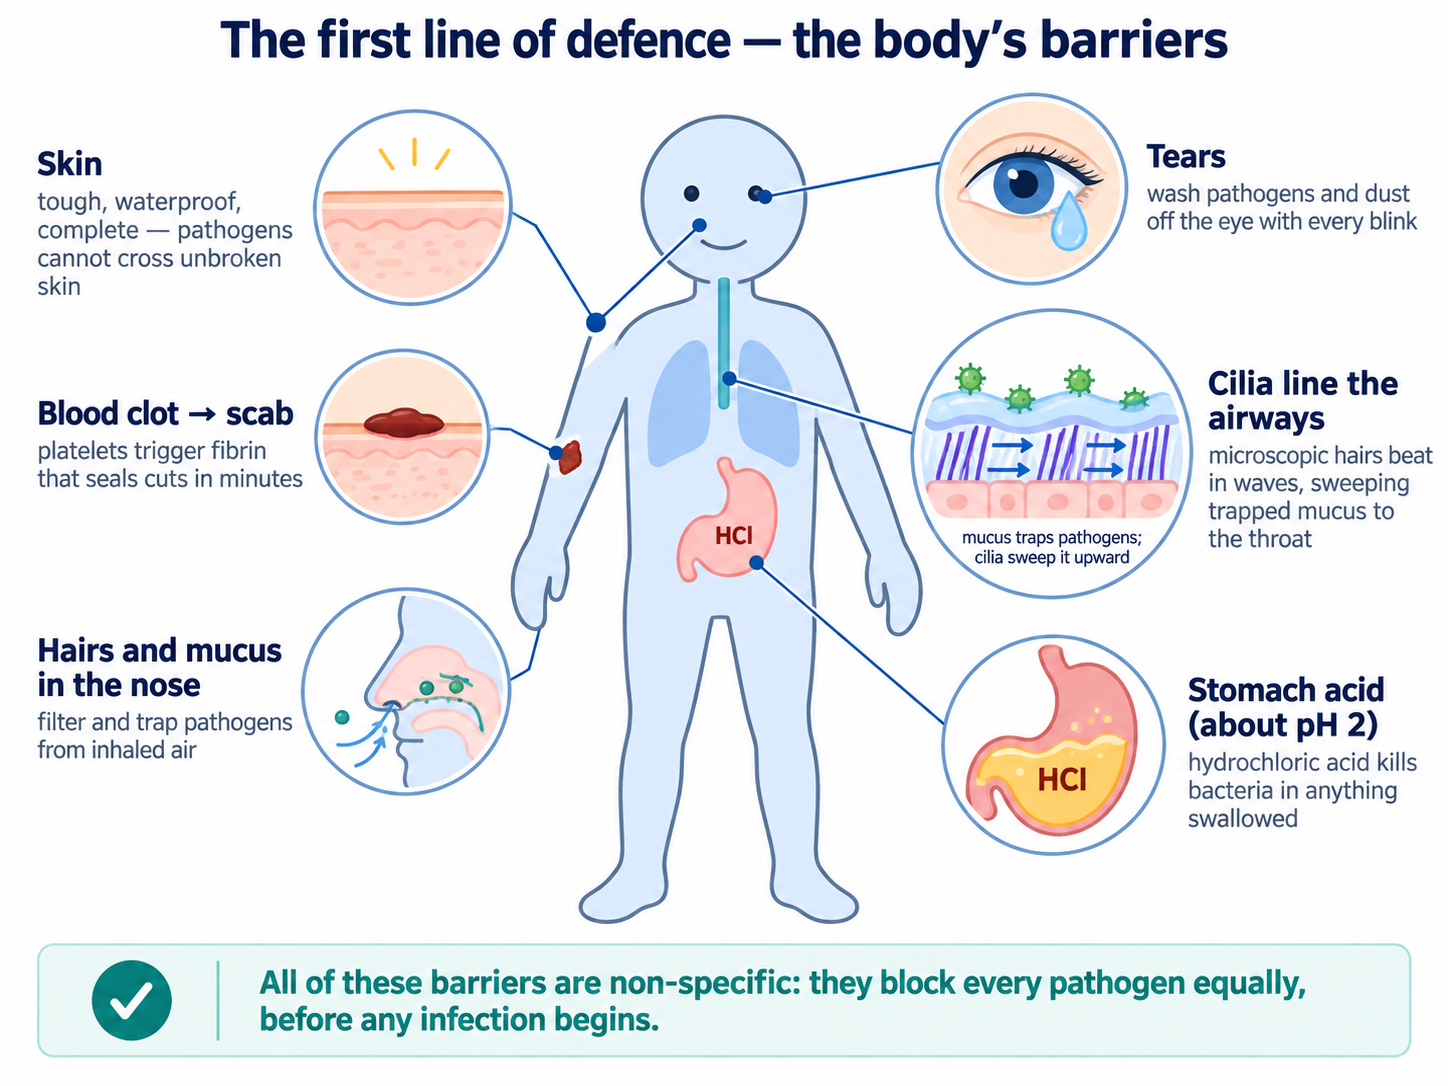 The first line of defence — the body's barriers
Skin
tough, waterproof,
complete — pathogens
cannot cross unbroken
skin
Blood clot → scab
platelets trigger fibrin
that seals cuts in minutes
Hairs and mucus
in the nose
filter and trap pathogens
from inhaled air
HCl
Tears
wash pathogens and dust
off the eye with every blink
Cilia line the
airways
microscopic hairs beat
in waves, sweeping
trapped mucus to
the throat
mucus traps pathogens;
cilia sweep it upward
Stomach acid
(about pH 2)
hydrochloric acid kills
bacteria in anything
swallowed
HCl
All of these barriers are non-specific: they block every pathogen equally,
before any infection begins.